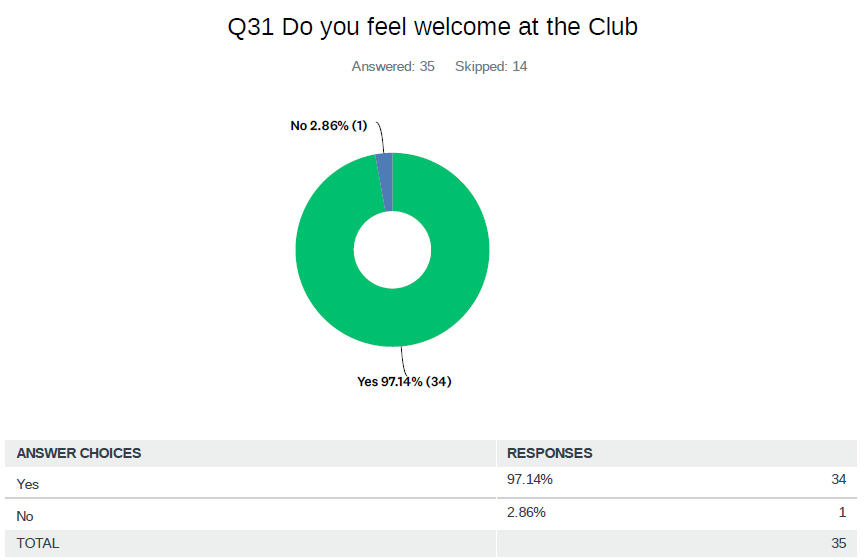 Q31 Do you feel welcome at the Club
Answered: 35 Skipped: 14
No 2.86% (1)
Yes 97.14% (34)
ANSWER CHOICES RESPONSES
Yes 97.14% 34
No 2.86% 1
TOTAL 35